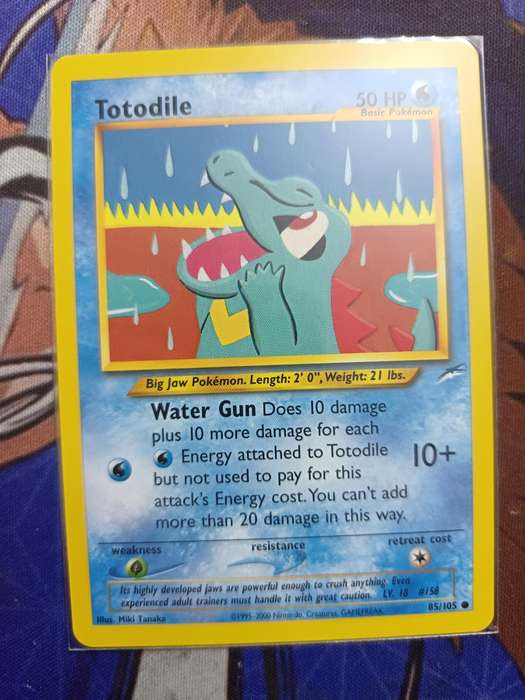 Totodile
50 HP
Basic Pokémon
Big Jaw Pokémon. Length: 2' 0", Weight: 21 lbs.
Water Gun Does 10 damage
plus 10 more damage for each
Energy attached to Totodile
but not used to pay for this
attack's Energy cost. You can't add
more than 20 damage in this way.
10+
weakness
resistance
retreat cost
Its highly developed jaws are powerful enough to crush anything. Even
experienced adult trainers must handle it with great caution. LV. 18 #158
Illus. Miki Tanaka
©1995-2000 Nintendo, Creatures, GAMEFREAK.
85/105